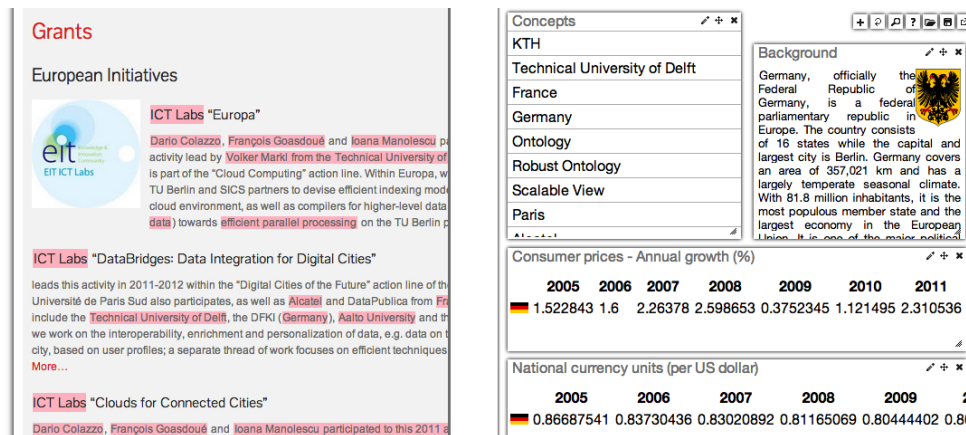 Grants
European Initiatives
eit Knowledge & Innovation Community
EIT ICT Labs
ICT Labs “Europa”
Dario Colazzo, François Goasdoué and Ioana Manolescu
activity lead by Volker Markl from the Technical University of
is part of the “Cloud Computing” action line. Within Europa,
TU Berlin and SICS partners to devise efficient indexing
cloud environment, as well as compilers for higher-level data
data) towards efficient parallel processing on the TU Berlin
ICT Labs “DataBridges: Data Integration for Digital Cities”
leads this activity in 2011-2012 within the “Digital Cities of the Future” action line of
Université de Paris Sud also participates, as well as Alcatel and DataPublica from
include the Technical University of Delft, the DFKI (Germany), Aalto University and
we work on the interoperability, enrichment and personalization of data, e.g. data on
city, based on user profiles; a separate thread of work focuses on efficient techniques
More...
ICT Labs “Clouds for Connected Cities”
Dario Colazzo, François Goasdoué and Ioana Manolescu participated to this 2011
Concepts
KTH
Technical University of Delft
France
Germany
Ontology
Robust Ontology
Scalable View
Paris
Background
Germany, officially the
Federal Republic of
Germany, is a federal
parliamentary republic in
Europe. The country consists
of 16 states while the capital and
largest city is Berlin. Germany covers
an area of 357,021 km and has a
largely temperate seasonal climate.
With 81.8 million inhabitants, it is the
most populous member state and the
largest economy in the European
Union. It is one of the major political
Consumer prices - Annual growth (%)
2005 2006 2007 2008 2009 2010 2011
1.522843 1.6 2.26378 2.598653 0.3752345 1.121495 2.310536
National currency units (per US dollar)
2005 2006 2007 2008 2009
0.86687541 0.83730436 0.83020892 0.81165069 0.80444402